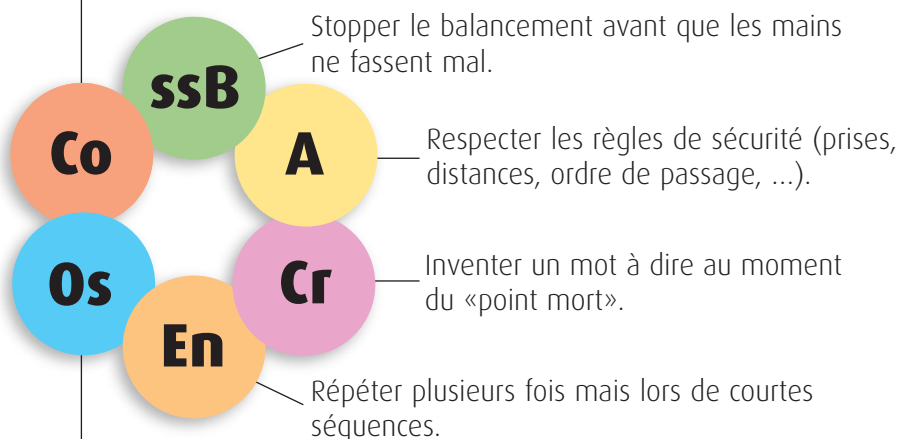 Stopper le balancement avant que les mains
ne fassent mal.
ssB
Co
A
Respecter les règles de sécurité (prises,
distances, ordre de passage, ...).
Os
Cr
Inventer un mot à dire au moment
du «point mort».
En
Répéter plusieurs fois mais lors de courtes
séquences.